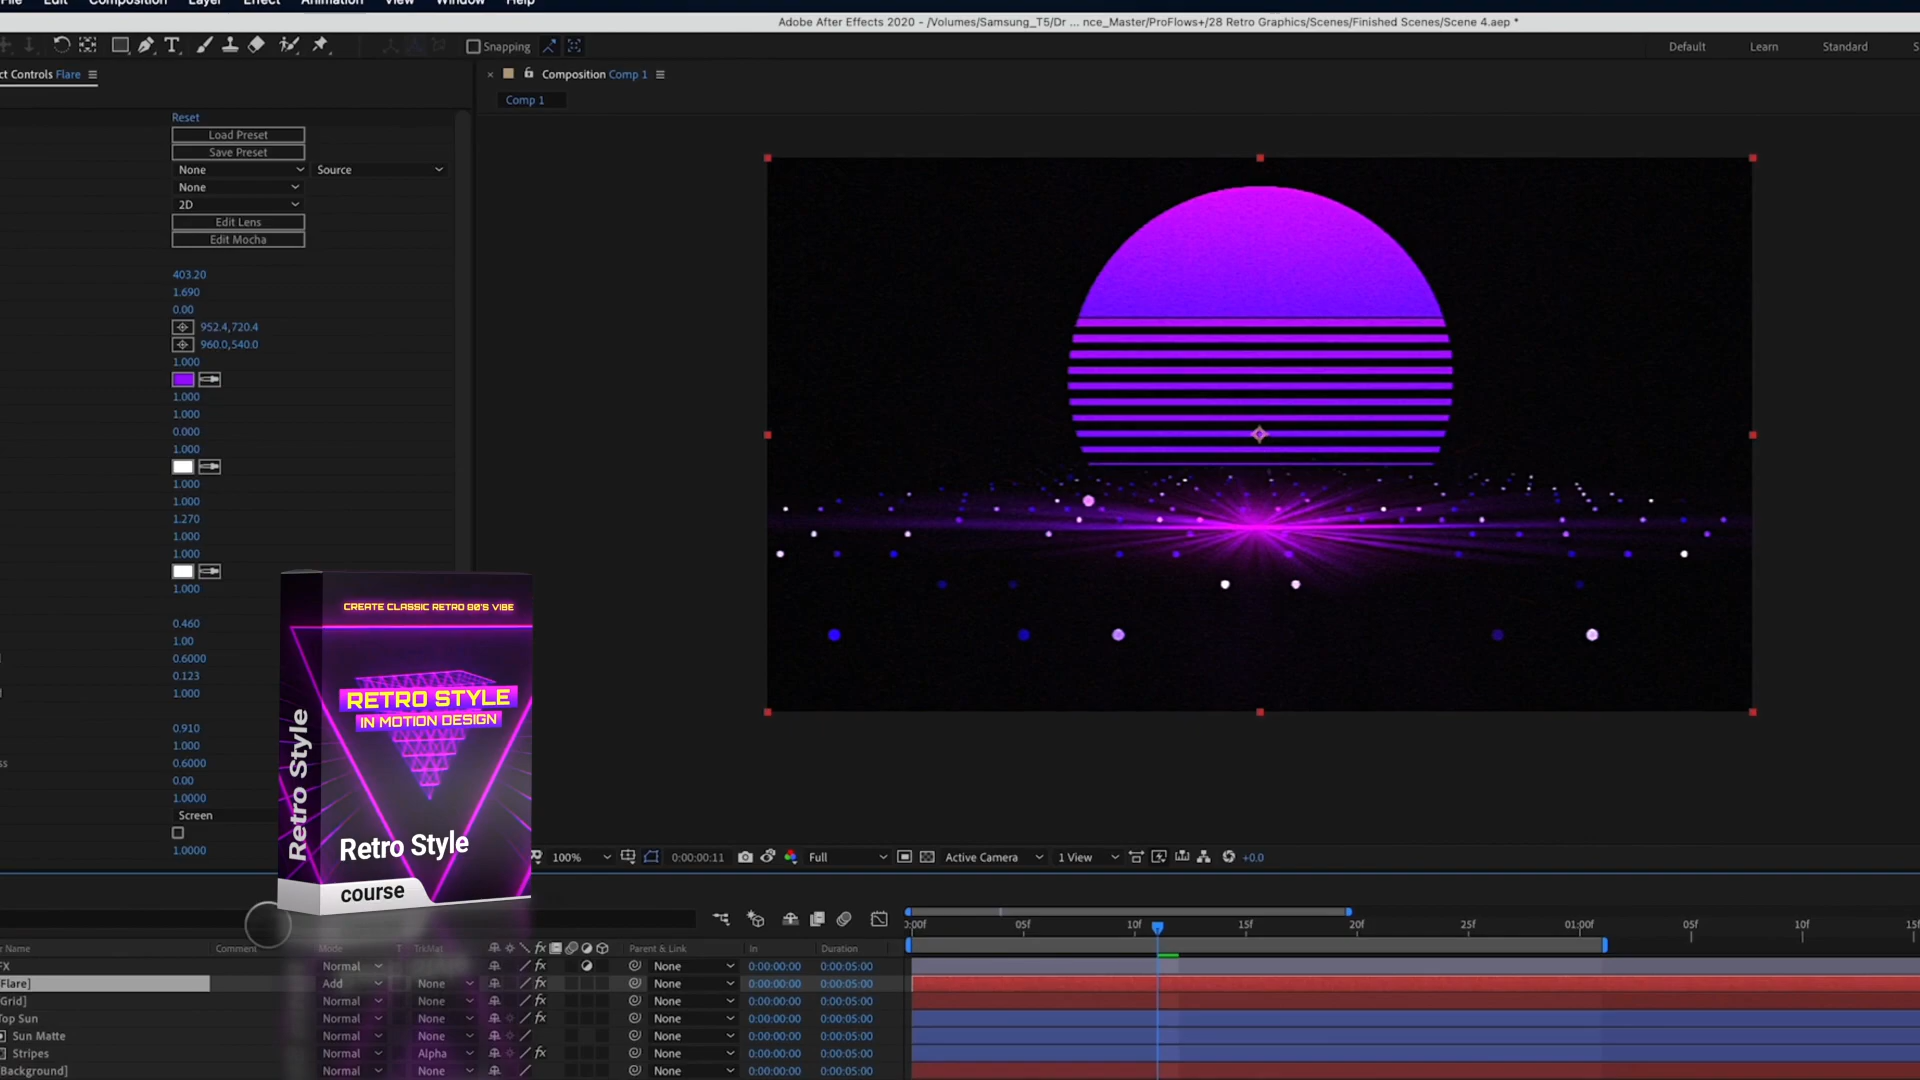 File Edit Composition Layer Effect Animation View Window Help
Adobe After Effects 2020 - /Volumes/Samsung_T5/Dr ... nce_Master/ProFlows+/28 Retro Graphics/Scenes/Finished Scenes/Scene 4.aep *
Snapping
Default Learn Standard S
ct Controls Flare
Composition Comp 1
Comp 1
Reset
Load Preset
Save Preset
None Source
None
2D
Edit Lens
Edit Mocha
403.20
1.690
0.00
952.4,720.4
960.0,540.0
1.000
1.000
1.000
0.000
1.000
1.000
1.000
1.270
1.000
1.000
1.000
0.460
1.00
0.6000
0.123
1.000
0.910
1.000
ss 0.6000
0.00
1.0000
Screen
1.0000
CREATE CLASSIC RETRO 80'S VIBE
RETRO STYLE
IN MOTION DESIGN
Retro Style
Retro Style
course
100% 0:00:00:11 Full Active Camera 1 View +0.0
0:00f 05f 10f 15f 20f 25f 01:00f 05f 10f 15f
r Name Comment Mode T TrkMat fx Parent & Link In Duration
FX Normal fx None 0:00:00:00 0:00:05:00
Flare] Add None fx None 0:00:00:00 0:00:05:00
Grid] Normal None fx None 0:00:00:00 0:00:05:00
Top Sun Normal None fx None 0:00:00:00 0:00:05:00
Sun Matte Normal None None 0:00:00:00 0:00:05:00
Stripes Normal Alpha fx None 0:00:00:00 0:00:05:00
Background] Normal None None 0:00:00:00 0:00:05:00